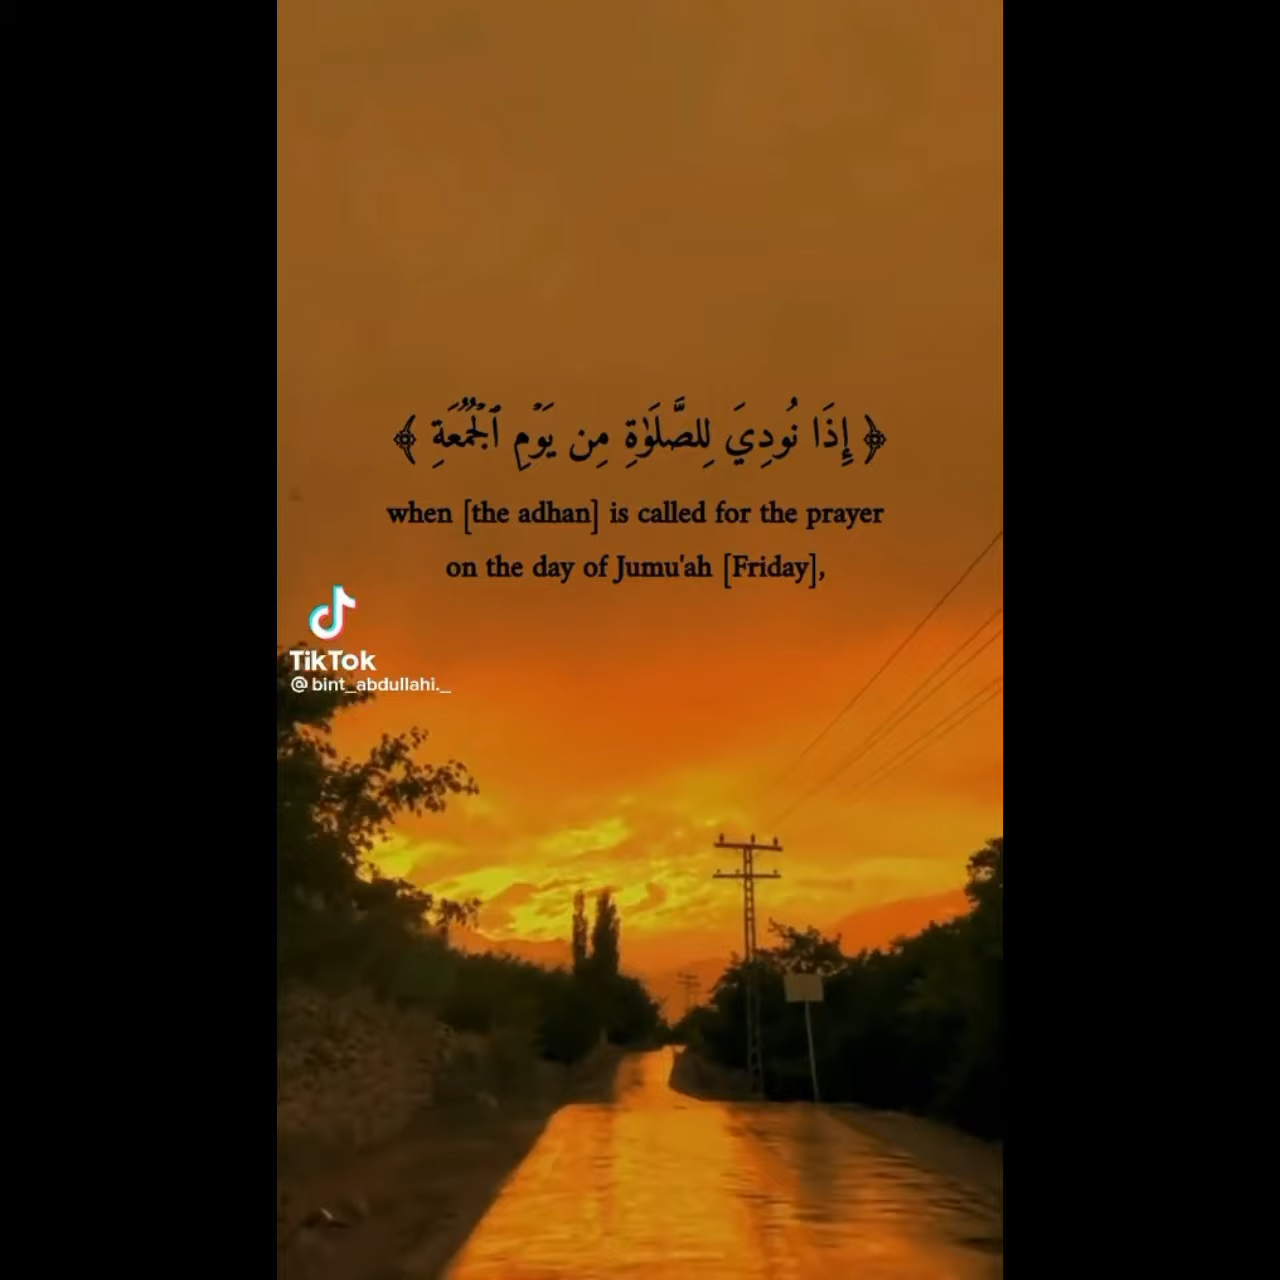 ﴿ إِذَا نُودِيَ لِلصَّلَوٰةِ مِن يَوْمِ ٱلْجُمُعَةِ ﴾
when [the adhan] is called for the prayer
on the day of Jumu'ah [Friday],
TikTok
@bint_abdullahi._